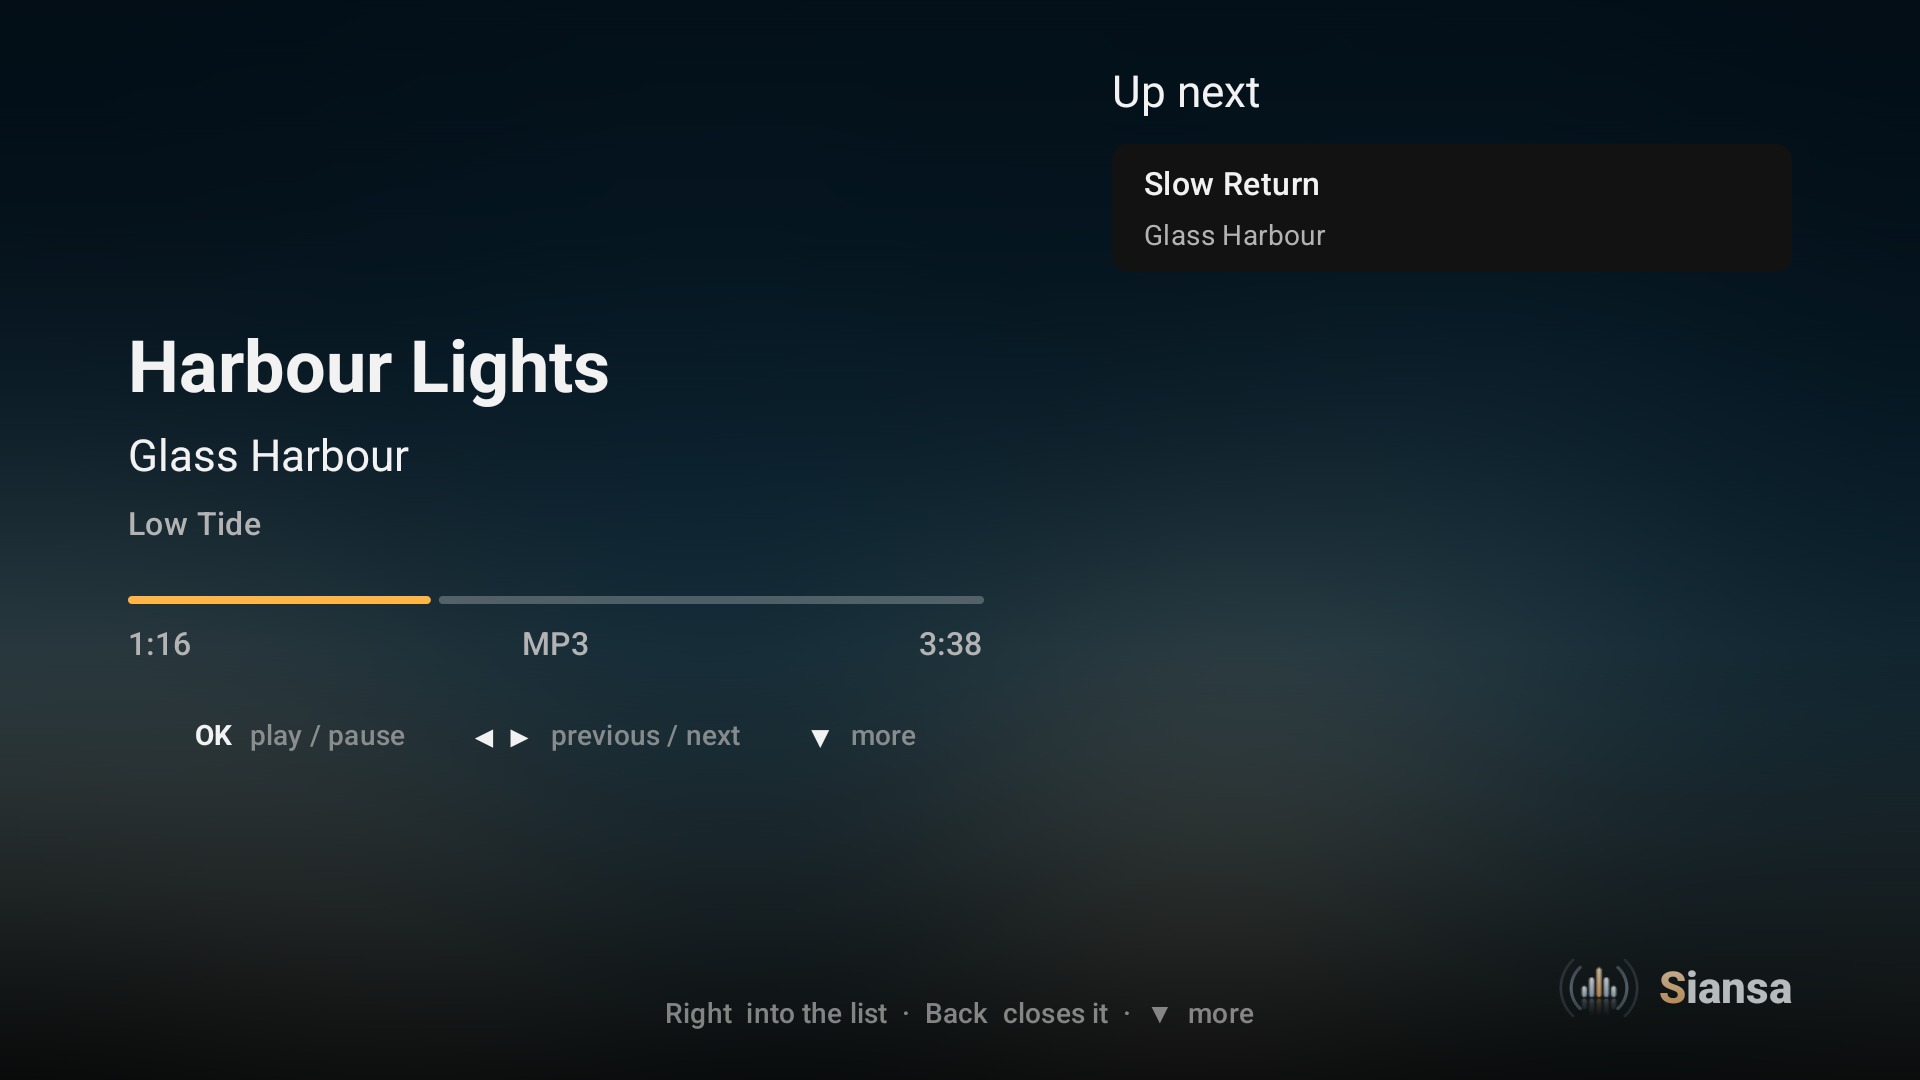 Up next
Slow Return
Glass Harbour
Harbour Lights
Glass Harbour
Low Tide
1:16 MP3 3:38
OK play / pause ◀ ▶ previous / next ▼ more
Right into the list · Back closes it · ▼ more
Siansa